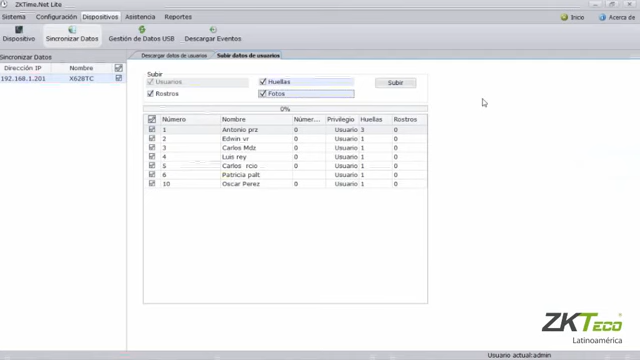 ZKTime.Net Lite
Sistema Configuración Dispositivos Asistencia Reportes
Inicio Acerca de
Dispositivo Sincronizar Datos Gestión de Datos USB Descargar Eventos
Sincronizar Datos
Descargar datos de usuarios Subir datos de usuarios
Dirección IP Nombre
192.168.1.201 X628TC
Subir
Usuarios Huellas Subir
Rostros Fotos
0%
Número Nombre Númer... Privilegio Huellas Rostros
1 Antonio prz 0 Usuario 3 0
2 Edwin vr 0 Usuario 1 0
3 Carlos Mdz 0 Usuario 1 0
4 Luis rey 0 Usuario 1 0
5 Carlos rcio 0 Usuario 1 0
6 Patricia palt Usuario 1 0
10 Oscar Perez 0 Usuario 1 0
ZKTeco
Latinoamérica
Usuario actual:admin